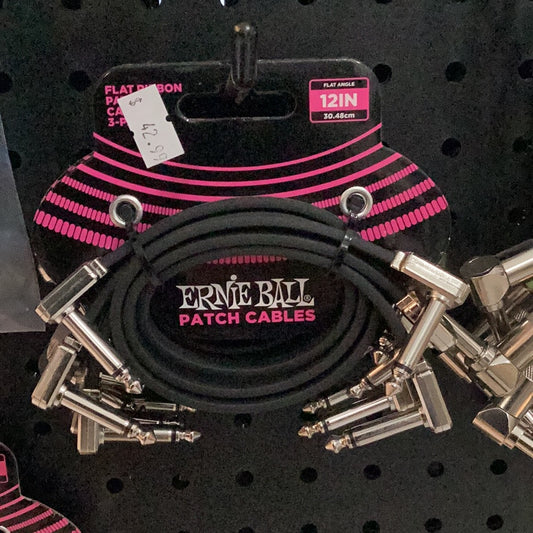 FLAT RIBBON
PA
CA
3-P
$ 42.99
FLAT ANGLE
12IN
30.48cm
ERNIE BALL®
PATCH CABLES